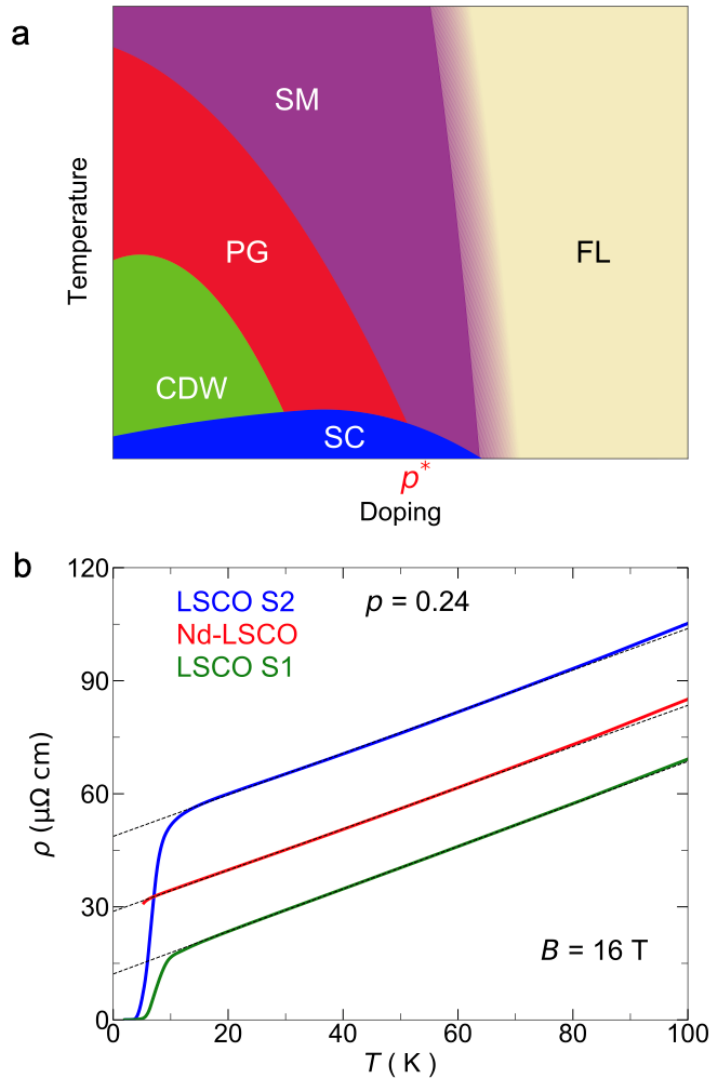 a
SM
PG
FL
CDW
SC
Temperature
p*
Doping
b
120
90
60
30
0
ρ (μΩ cm)
LSCO S2
Nd-LSCO
LSCO S1
p = 0.24
B = 16 T
0 20 40 60 80 100
T ( K )